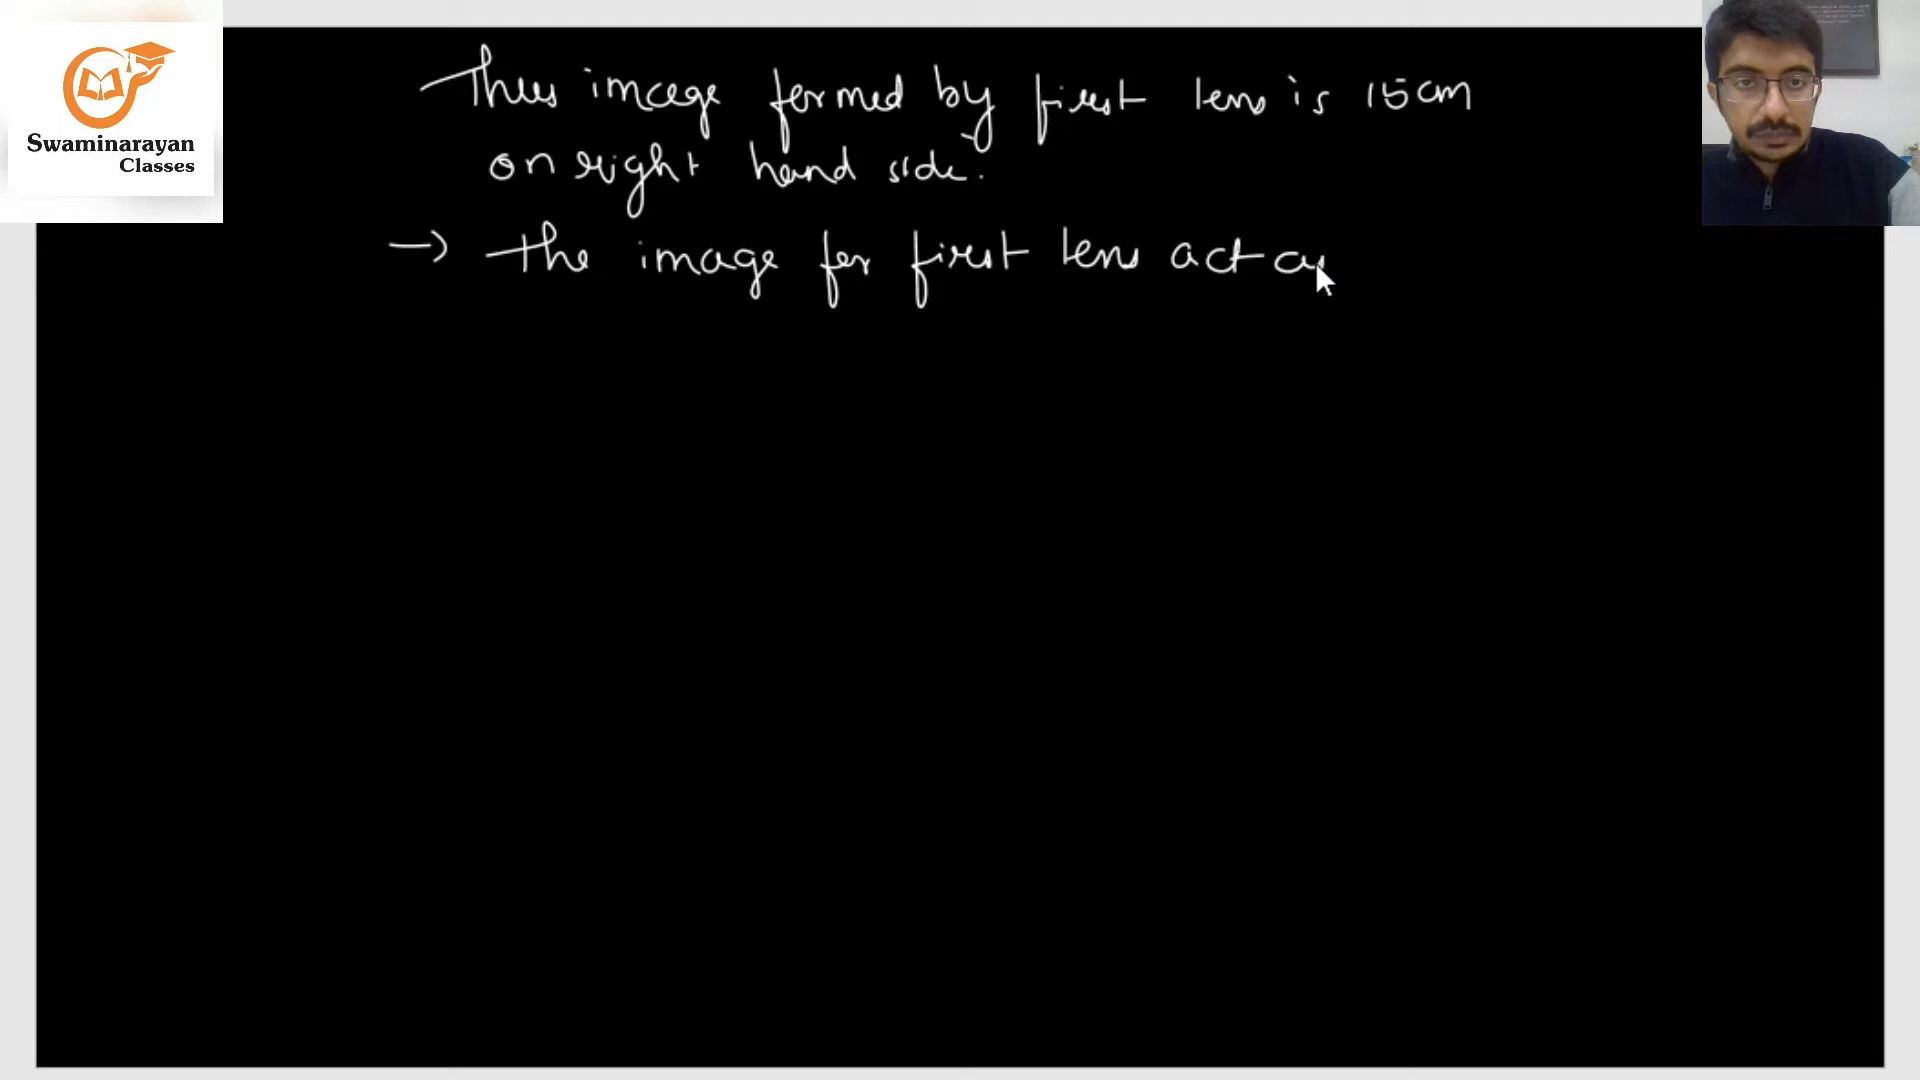 Swaminarayan
Classes
Thus image formed by first lens is 15cm
on right hand side.
→ The image for first lens act as